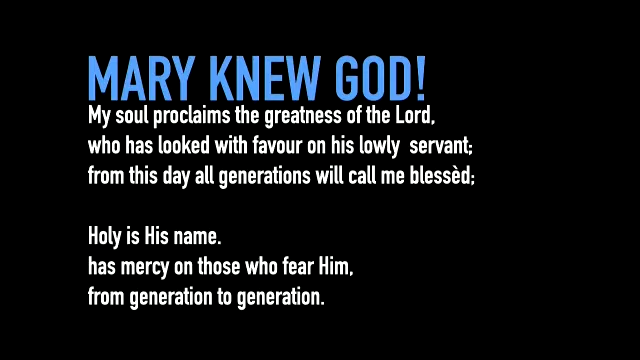 MARY KNEW GOD!
My soul proclaims the greatness of the Lord,
who has looked with favour on his lowly servant;
from this day all generations will call me blessèd;
Holy is His name.
has mercy on those who fear Him,
from generation to generation.